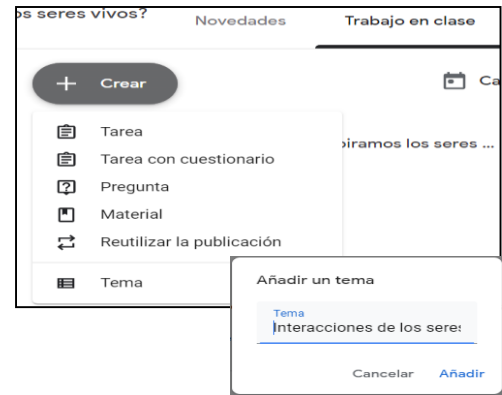 os seres vivos?
Novedades
Trabajo en clase
+ Crear
Ca
Tarea
Tarea con cuestionario
piramos los seres ...
Pregunta
Material
Reutilizar la publicación
Tema
Añadir un tema
Tema
Interacciones de los seres
Cancelar Añadir